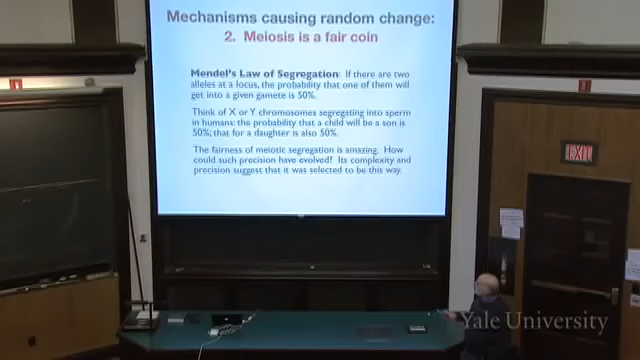 Mechanisms causing random change:
2. Meiosis is a fair coin
Mendel's Law of Segregation: If there are two
alleles at a locus, the probability that one of them will
get into a given gamete is 50%.
Think of X or Y chromosomes segregating into sperm
in humans: the probability that a child will be a son is
50%; that for a daughter is also 50%.
The fairness of meiotic segregation is amazing. How
could such precision have evolved? Its complexity and
precision suggest that it was selected to be this way.
EXIT
Yale University